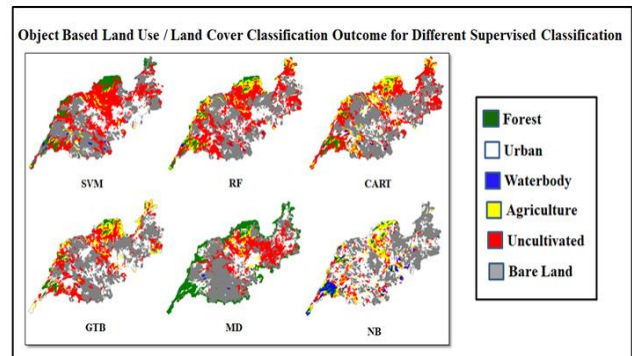 Object Based Land Use / Land Cover Classification Outcome for Different Supervised Classification
SVM
RF
CART
GTB
MD
NB
Forest
Urban
Waterbody
Agriculture
Uncultivated
Bare Land